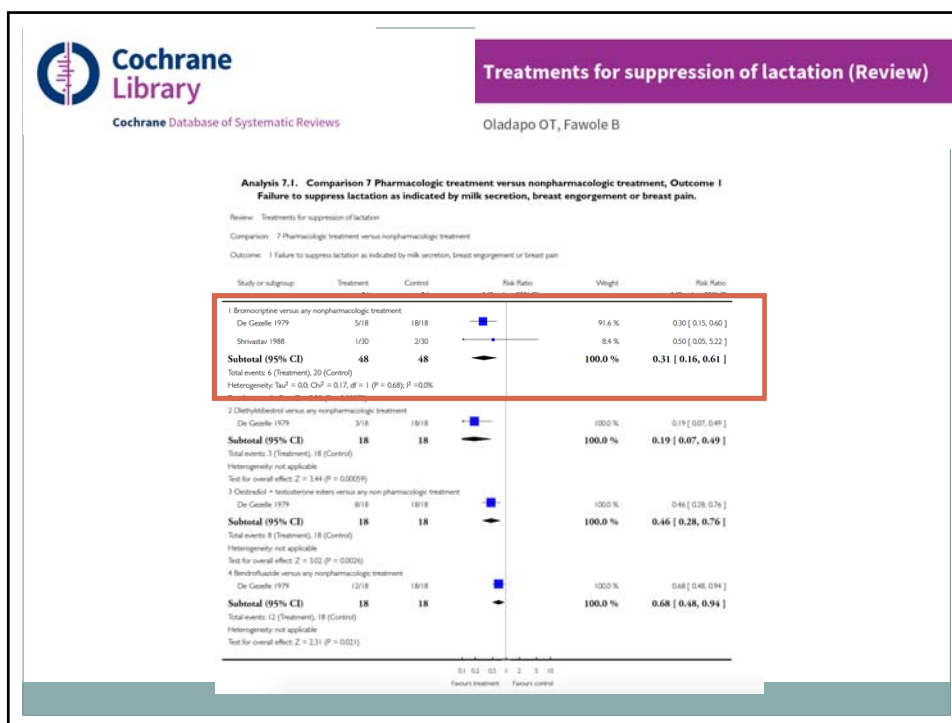 Cochrane
Library
Cochrane Database of Systematic Reviews
Treatments for suppression of lactation (Review)
Oladapo OT, Fawole B
Analysis 7.1. Comparison 7 Pharmacologic treatment versus nonpharmacologic treatment, Outcome 1
Failure to suppress lactation as indicated by milk secretion, breast engorgement or breast pain.
Review: Treatments for suppression of lactation
Comparison: 7 Pharmacologic treatment versus nonpharmacologic treatment
Outcome: 1 Failure to suppress lactation as indicated by milk secretion, breast engorgement or breast pain
Study or subgroup Treatment Control Risk Ratio Weight Risk Ratio
1 Bromocriptine versus any nonpharmacologic treatment
De Gezelle 1979 5/18 18/18 91.6 % 0.30 [ 0.15, 0.60 ]
Shrivastav 1988 1/30 2/30 8.4 % 0.50 [ 0.05, 5.22 ]
Subtotal (95% CI) 48 48 100.0 % 0.31 [ 0.16, 0.61 ]
Total events: 6 (Treatment), 20 (Control)
Heterogeneity: Tau² = 0.0; Chi² = 0.17, df = 1 (P = 0.68); I² =0.0%
2 Diethylstilbestrol versus any nonpharmacologic treatment
De Gezelle 1979 3/18 18/18 100.0 % 0.19 [ 0.07, 0.49 ]
Subtotal (95% CI) 18 18 100.0 % 0.19 [ 0.07, 0.49 ]
Total events: 3 (Treatment), 18 (Control)
Heterogeneity: not applicable
Test for overall effect: Z = 3.44 (P = 0.00059)
3 Oestradiol + testosterone esters versus any non pharmacologic treatment
De Gezelle 1979 8/18 18/18 100.0 % 0.46 [ 0.28, 0.76 ]
Subtotal (95% CI) 18 18 100.0 % 0.46 [ 0.28, 0.76 ]
Total events: 8 (Treatment), 18 (Control)
Heterogeneity: not applicable
Test for overall effect: Z = 3.02 (P = 0.0026)
4 Bendrofluazide versus any nonpharmacologic treatment
De Gezelle 1979 12/18 18/18 100.0 % 0.68 [ 0.48, 0.94 ]
Subtotal (95% CI) 18 18 100.0 % 0.68 [ 0.48, 0.94 ]
Total events: 12 (Treatment), 18 (Control)
Heterogeneity: not applicable
Test for overall effect: Z = 2.31 (P = 0.021)
0.1 0.2 0.5 1 2 5 10
Favours treatment Favours control